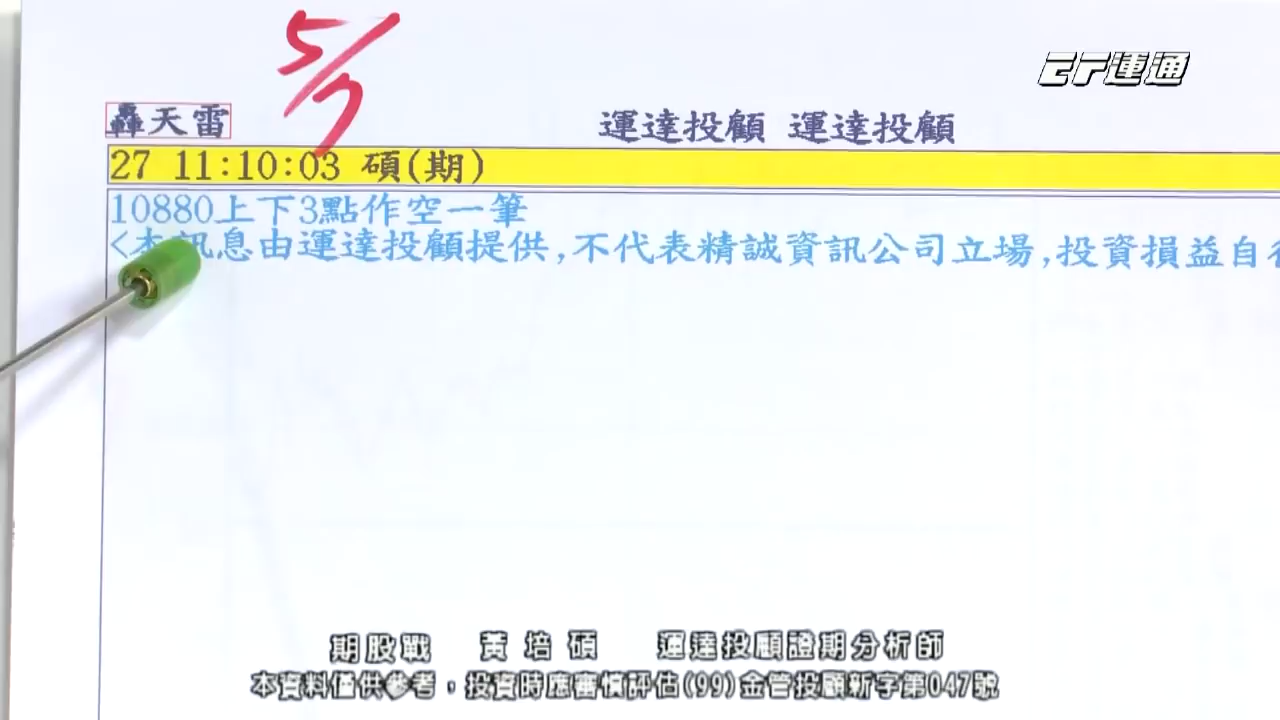 5/7
ET運通
轟天雷
運達投顧 運達投顧
27 11:10:03 碩(期)
10880上下3點作空一筆
<本訊息由運達投顧提供,不代表精誠資訊公司立場,投資損益自
期股戰 黃培碩 運達投顧證期分析師
本資料僅供參考,投資時應審慎評估(99)金管投顧新字第047號